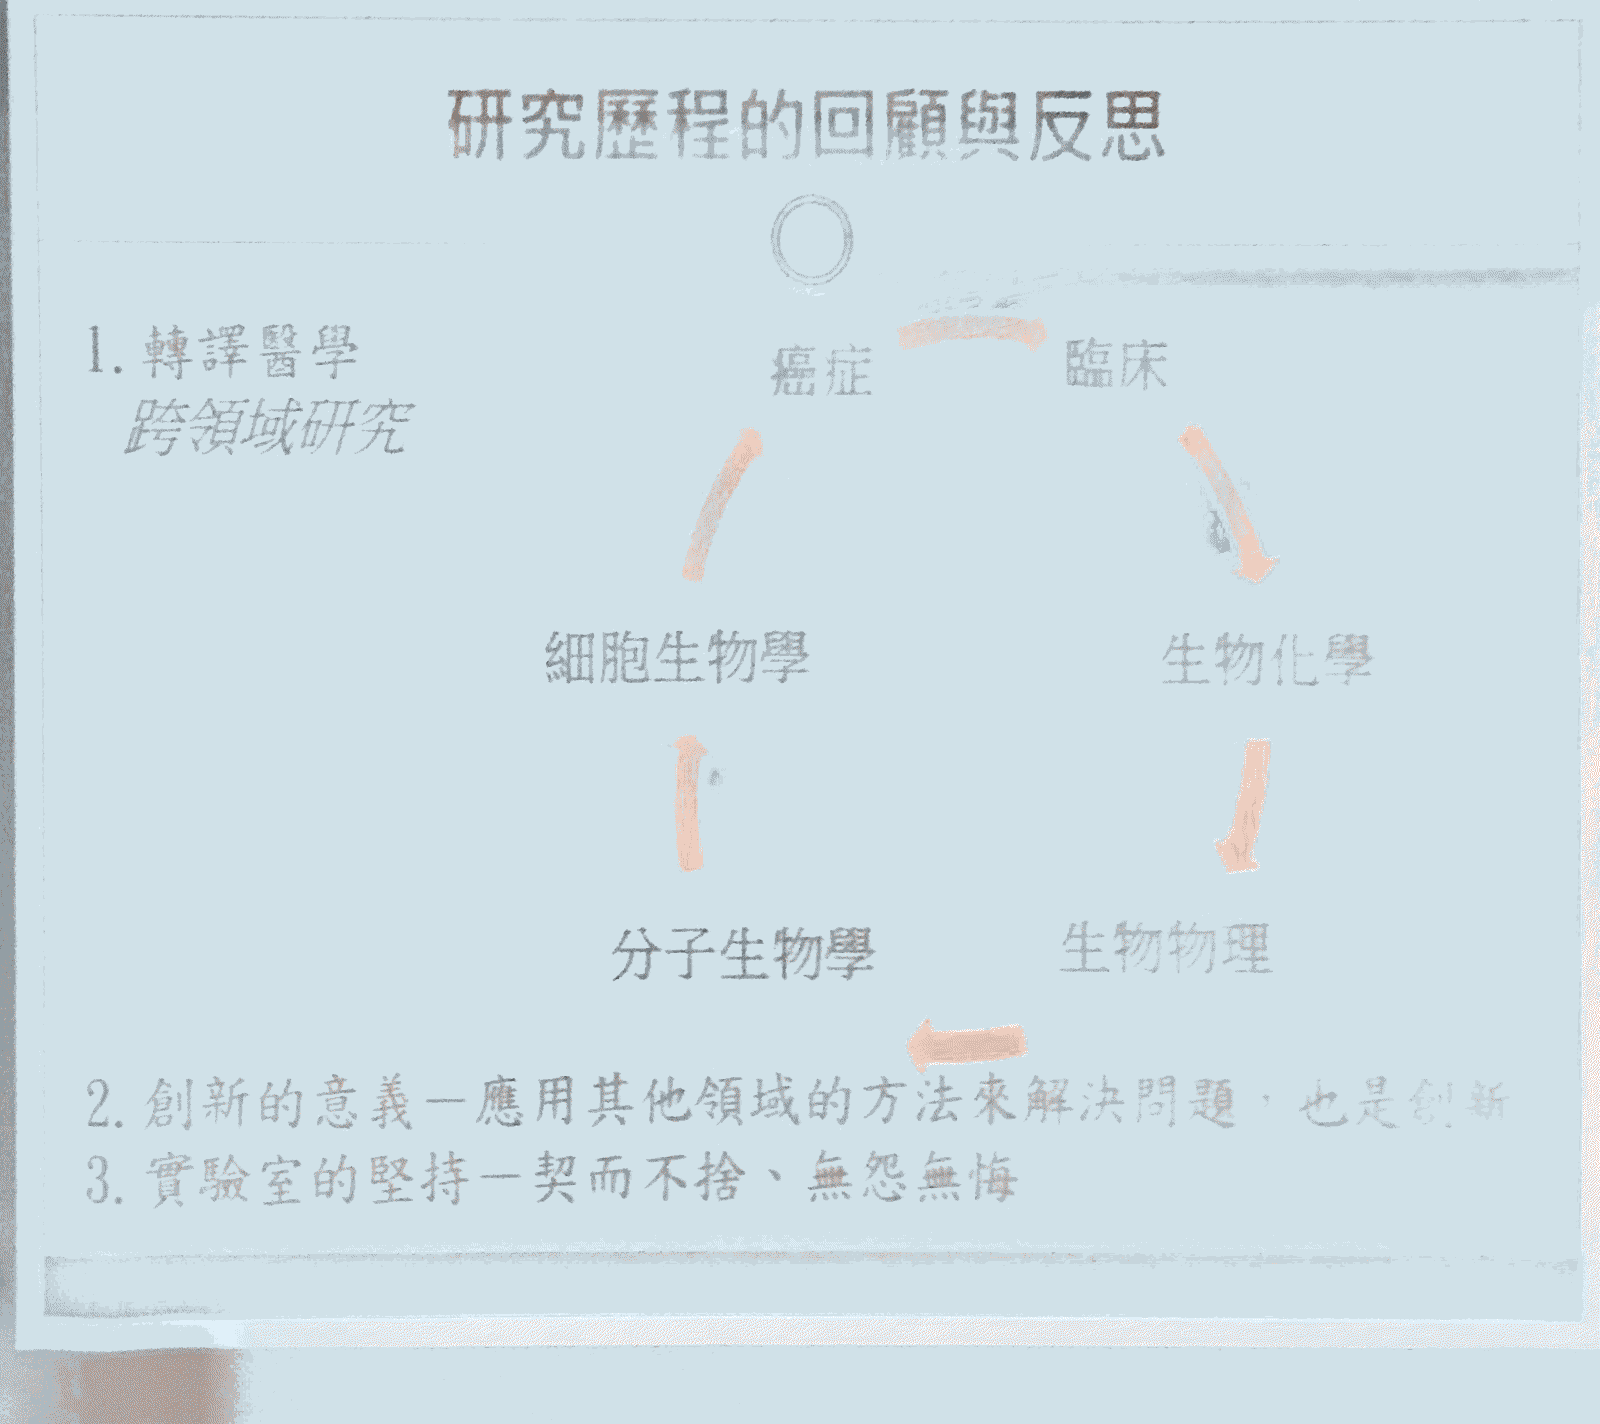 研究歷程的回顧與反思
1. 轉譯醫學
跨領域研究
癌症
臨床
細胞生物學
生物化學
分子生物學
生物物理
2. 創新的意義－應用其他領域的方法來解決問題，也是創新
3. 實驗室的堅持－契而不捨、無怨無悔